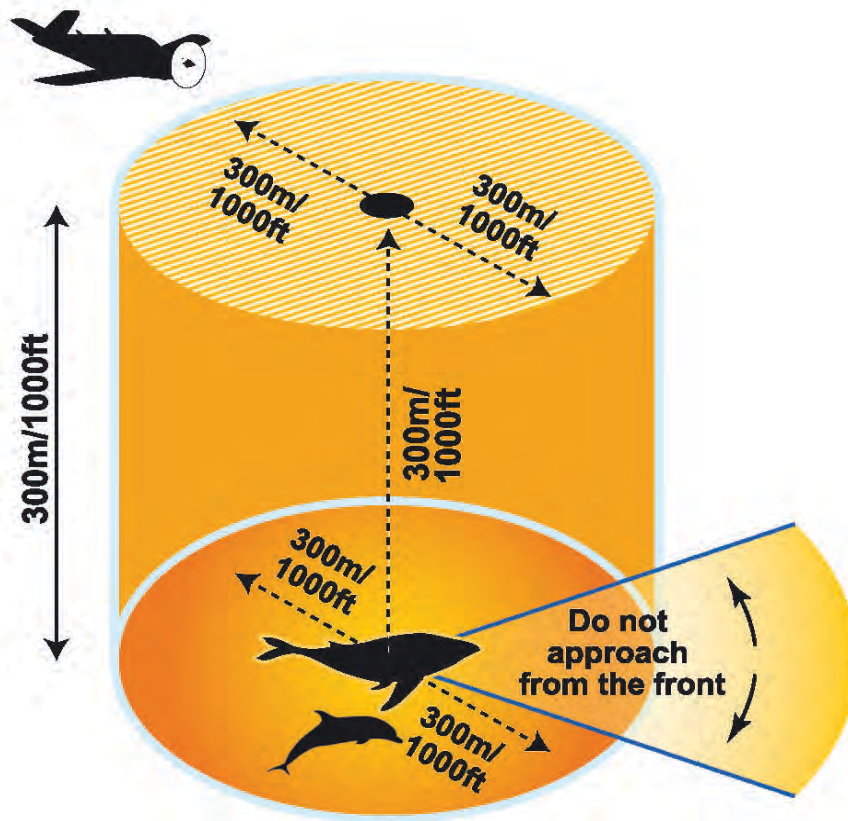 300m/
1000ft
300m/
1000ft
300m/1000ft
300m/
1000ft
300m/
1000ft
Do not
approach
from the front
300m/
1000ft